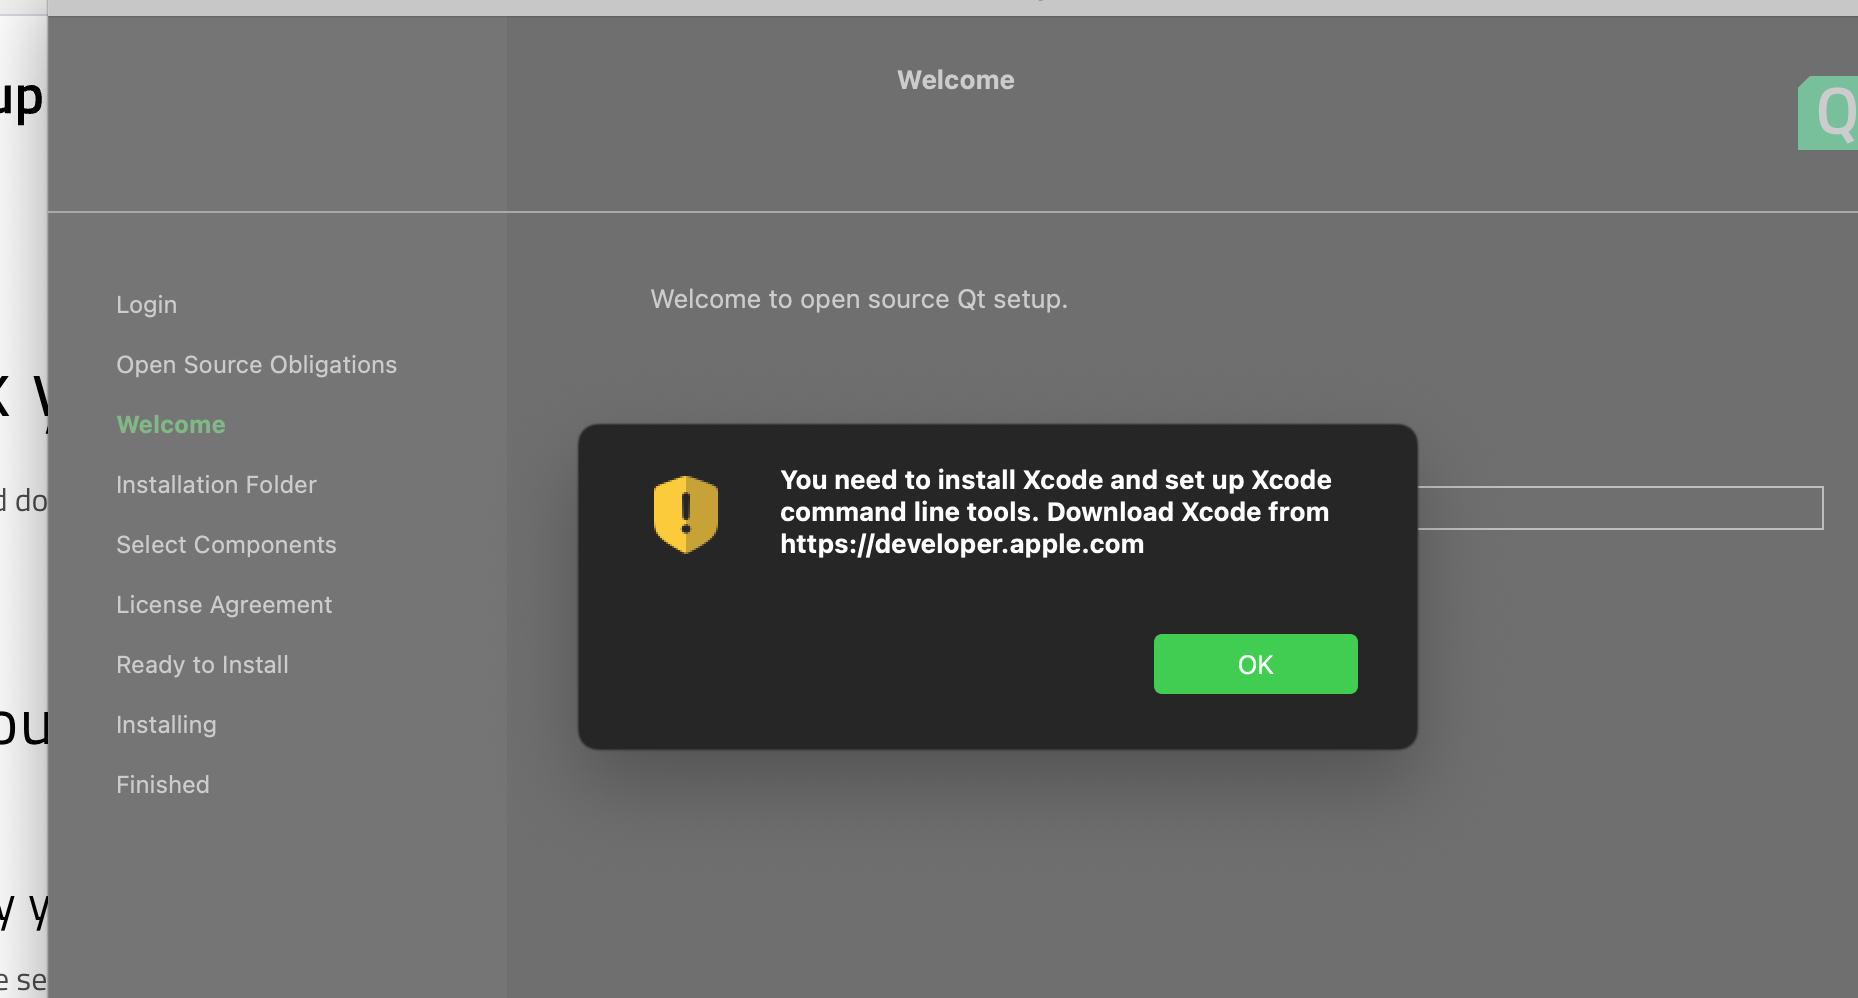 up
Welcome
Q
Login
Open Source Obligations
Welcome
Installation Folder
Select Components
License Agreement
Ready to Install
Installing
Finished
Welcome to open source Qt setup.
You need to install Xcode and set up Xcode
command line tools. Download Xcode from
https://developer.apple.com
OK
do
ou
y y
e se